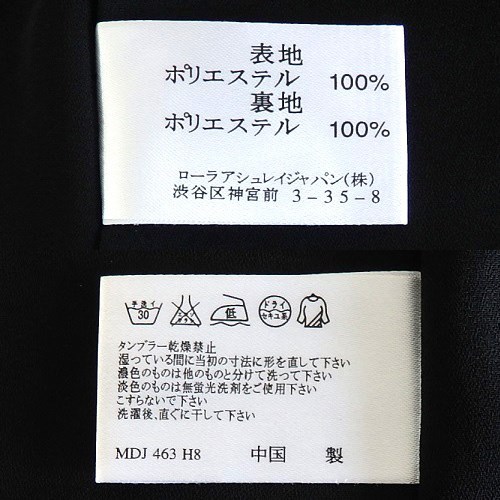 表地
ポリエステル 100%
裏地
ポリエステル 100%
ローラアシュレイジャパン(株)
渋谷区神宮前 3-35-8
手洗イ 30 低 ドライ セキユ系
タンブラー乾燥禁止
湿っている間に当初の寸法に形を直して下さい
濃色のものは他のものと分けて洗って下さい
淡色のものは無蛍光洗剤をご使用下さい
こすらないで下さい
洗濯後、直ぐに干して下さい
MDJ 463 H8 中国 製